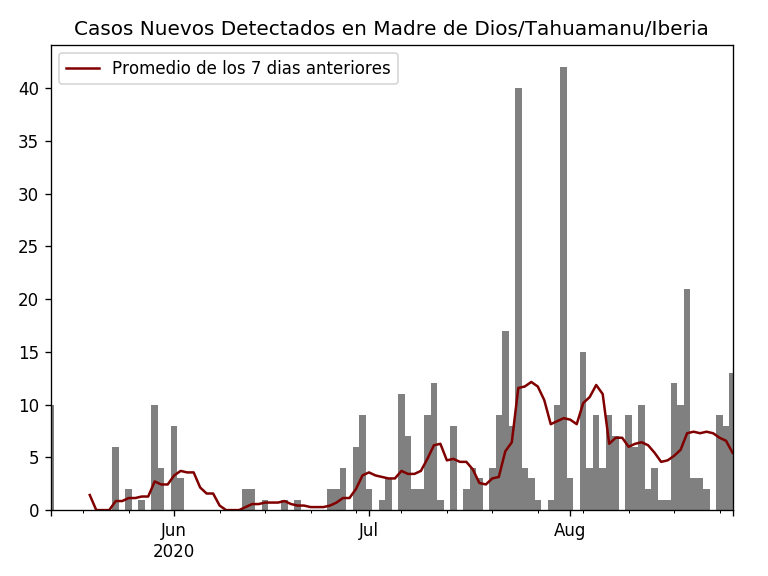 Casos Nuevos Detectados en Madre de Dios/Tahuamanu/Iberia
Promedio de los 7 dias anteriores
40
35
30
25
20
15
10
5
0
Jun
2020
Jul
Aug